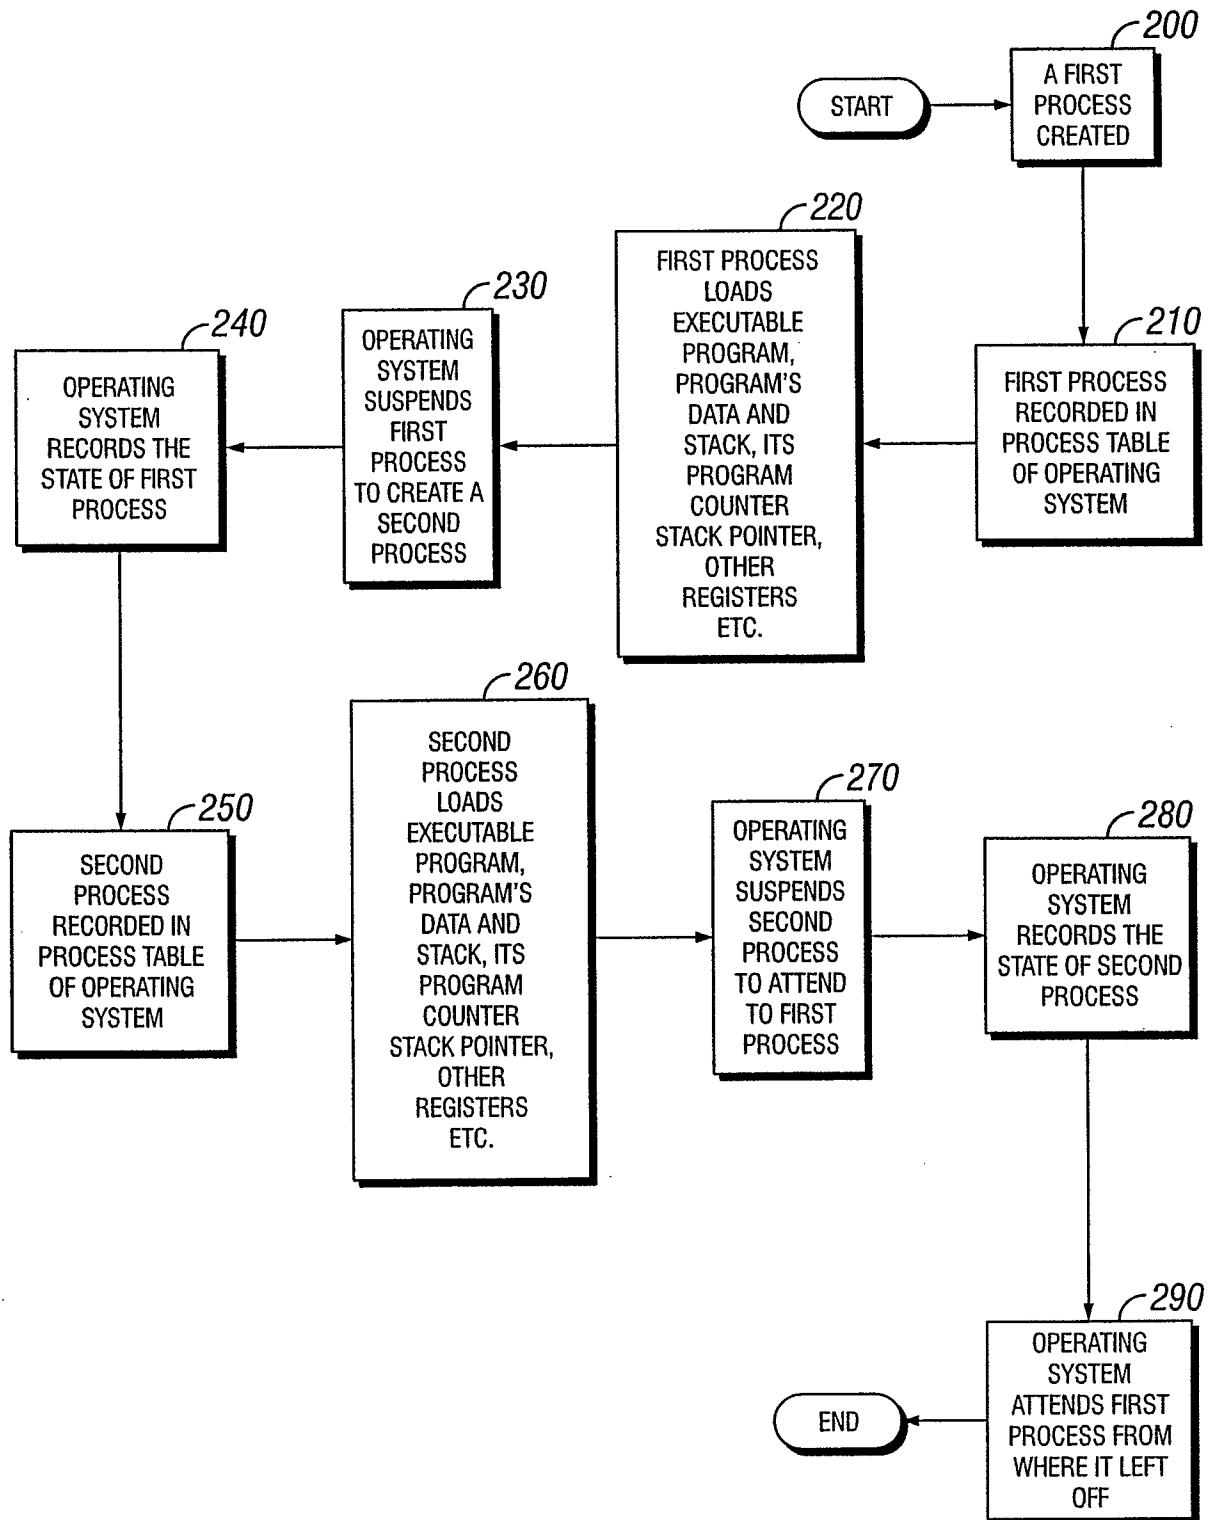 200
START
A FIRST
PROCESS
CREATED
210
FIRST PROCESS
RECORDED IN
PROCESS TABLE
OF OPERATING
SYSTEM
220
FIRST PROCESS
LOADS
EXECUTABLE
PROGRAM,
PROGRAM'S
DATA AND
STACK, ITS
PROGRAM
COUNTER
STACK POINTER,
OTHER
REGISTERS
ETC.
230
OPERATING
SYSTEM
SUSPENDS
FIRST
PROCESS
TO CREATE A
SECOND
PROCESS
240
OPERATING
SYSTEM
RECORDS THE
STATE OF FIRST
PROCESS
250
SECOND
PROCESS
RECORDED IN
PROCESS TABLE
OF OPERATING
SYSTEM
260
SECOND
PROCESS
LOADS
EXECUTABLE
PROGRAM,
PROGRAM'S
DATA AND
STACK, ITS
PROGRAM
COUNTER
STACK POINTER,
OTHER
REGISTERS
ETC.
270
OPERATING
SYSTEM
SUSPENDS
SECOND
PROCESS
TO ATTEND
TO FIRST
PROCESS
280
OPERATING
SYSTEM
RECORDS THE
STATE OF SECOND
PROCESS
290
OPERATING
SYSTEM
ATTENDS FIRST
PROCESS FROM
WHERE IT LEFT
OFF
END